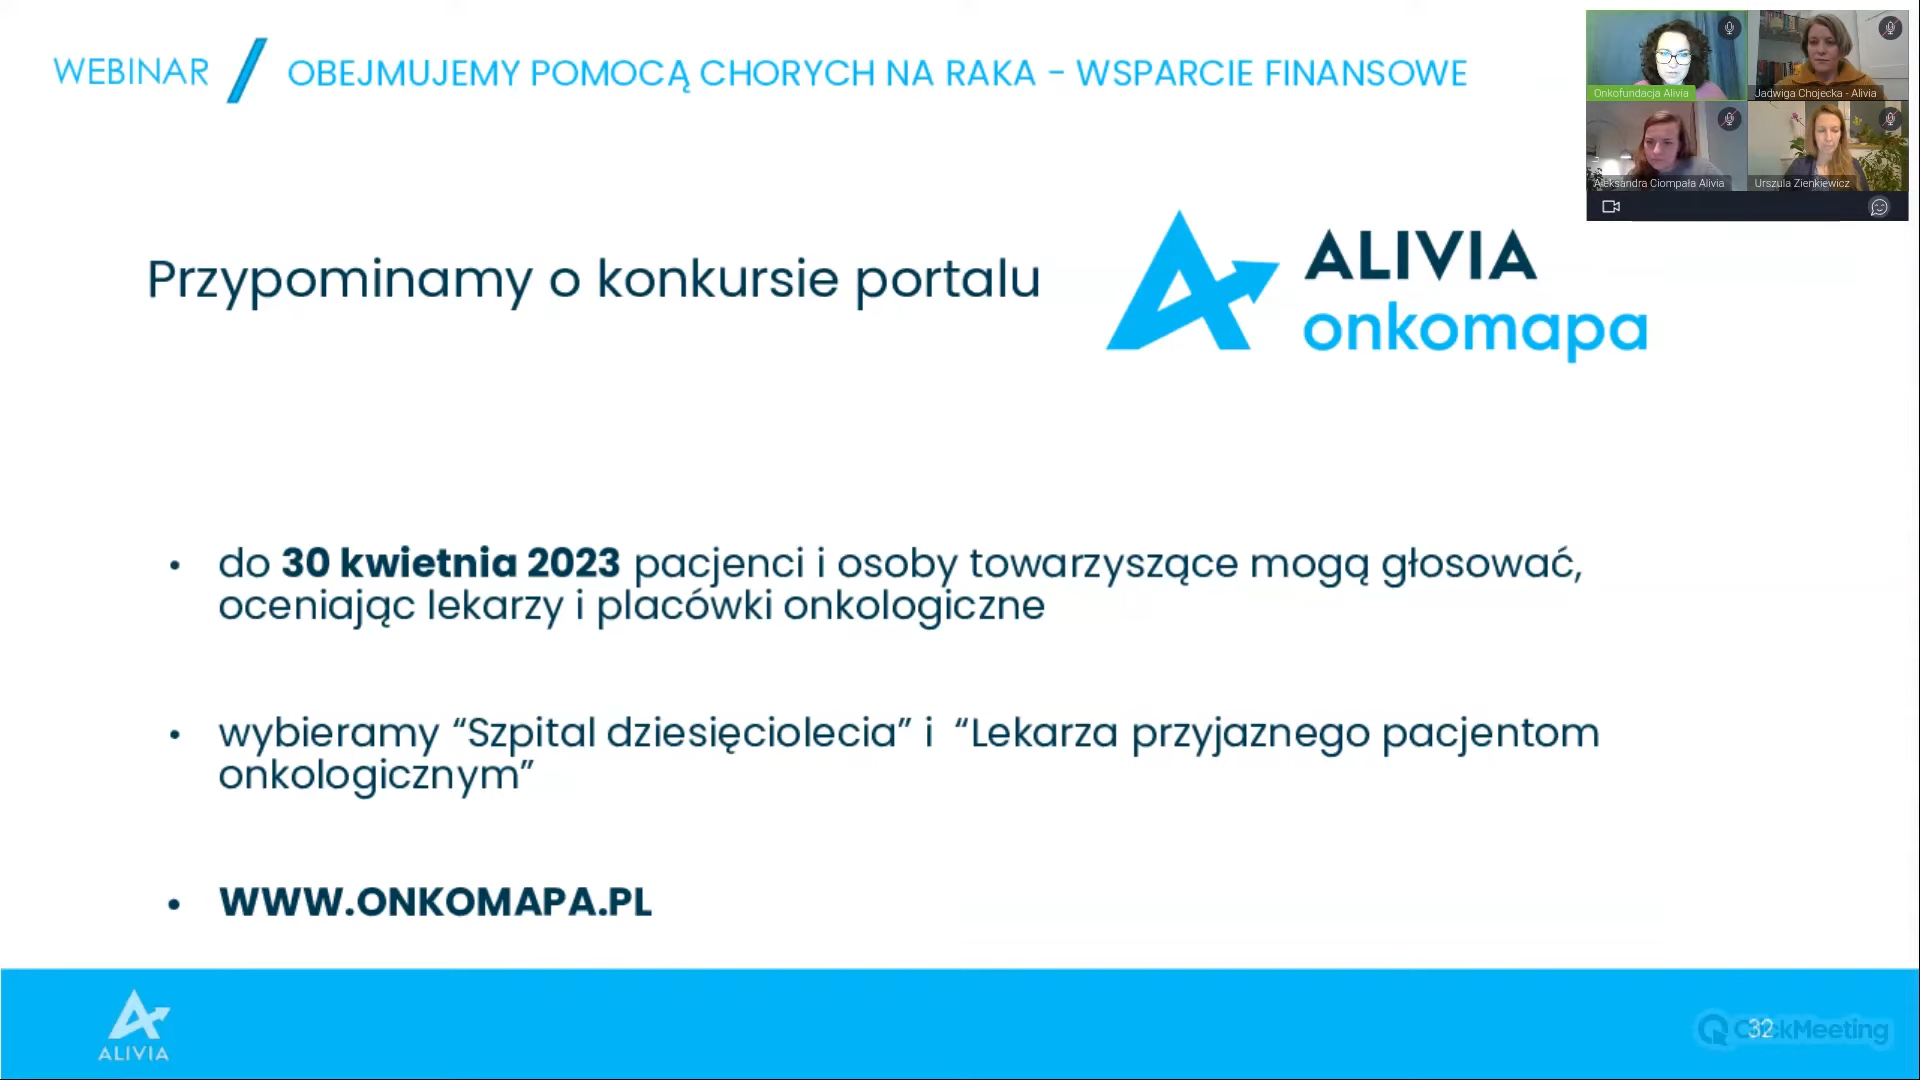 WEBINAR / OBEJMUJEMY POMOCĄ CHORYCH NA RAKA - WSPARCIE FINANSOWE
Onkofundacja Alivia
Jadwiga Chojecka - Alivia
Aleksandra Ciompała Alivia
Urszula Zienkiewicz
Przypominamy o konkursie portalu
ALIVIA
onkomapa
• do 30 kwietnia 2023 pacjenci i osoby towarzyszące mogą głosować,
oceniając lekarzy i placówki onkologiczne
• wybieramy “Szpital dziesięciolecia” i “Lekarza przyjaznego pacjentom
onkologicznym”
• WWW.ONKOMAPA.PL
ALIVIA
32
ClickMeeting